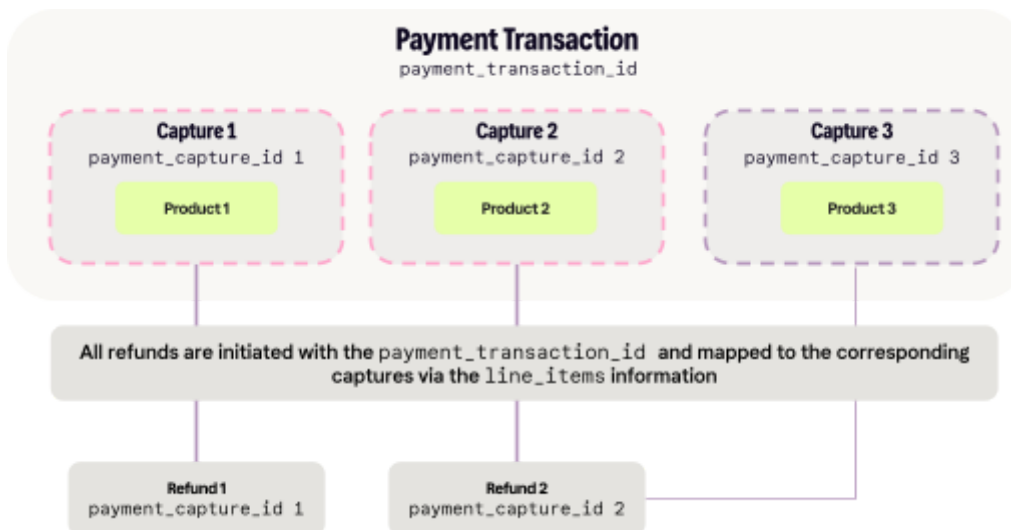 Payment Transaction
payment_transaction_id
Capture 1
payment_capture_id 1
Product 1
Capture 2
payment_capture_id 2
Product 2
Capture 3
payment_capture_id 3
Product 3
All refunds are initiated with the payment_transaction_id and mapped to the corresponding
captures via the line_items information
Refund 1
payment_capture_id 1
Refund 2
payment_capture_id 2